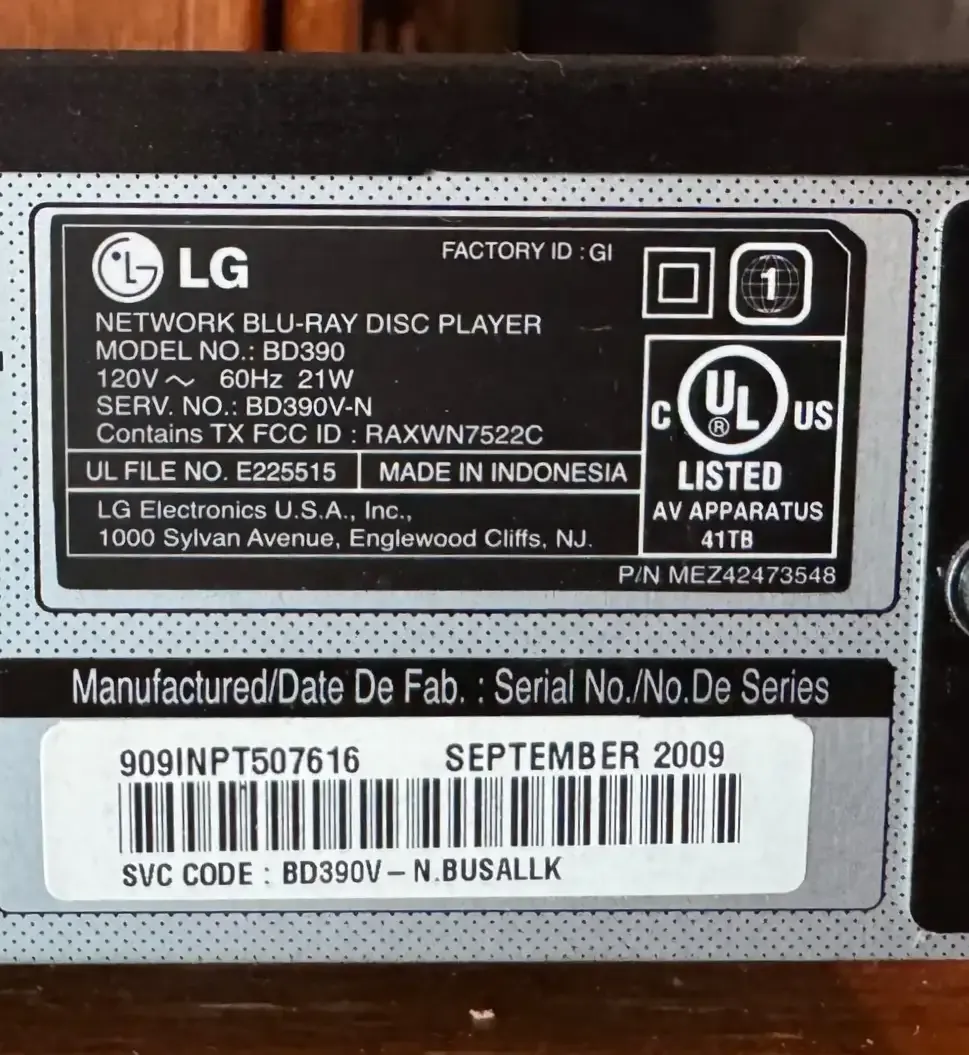 LG
FACTORY ID : GI
1
NETWORK BLU-RAY DISC PLAYER
MODEL NO.: BD390
120V ~ 60Hz 21W
SERV. NO.: BD390V-N
Contains TX FCC ID : RAXWN7522C
UL FILE NO. E225515
MADE IN INDONESIA
LG Electronics U.S.A., Inc.,
1000 Sylvan Avenue, Englewood Cliffs, NJ.
C UL ® US
LISTED
AV APPARATUS
41TB
P/N MEZ42473548
Manufactured/Date De Fab. : Serial No./No.De Series
909INPT507616 SEPTEMBER 2009
SVC CODE : BD390V-N.BUSALLK